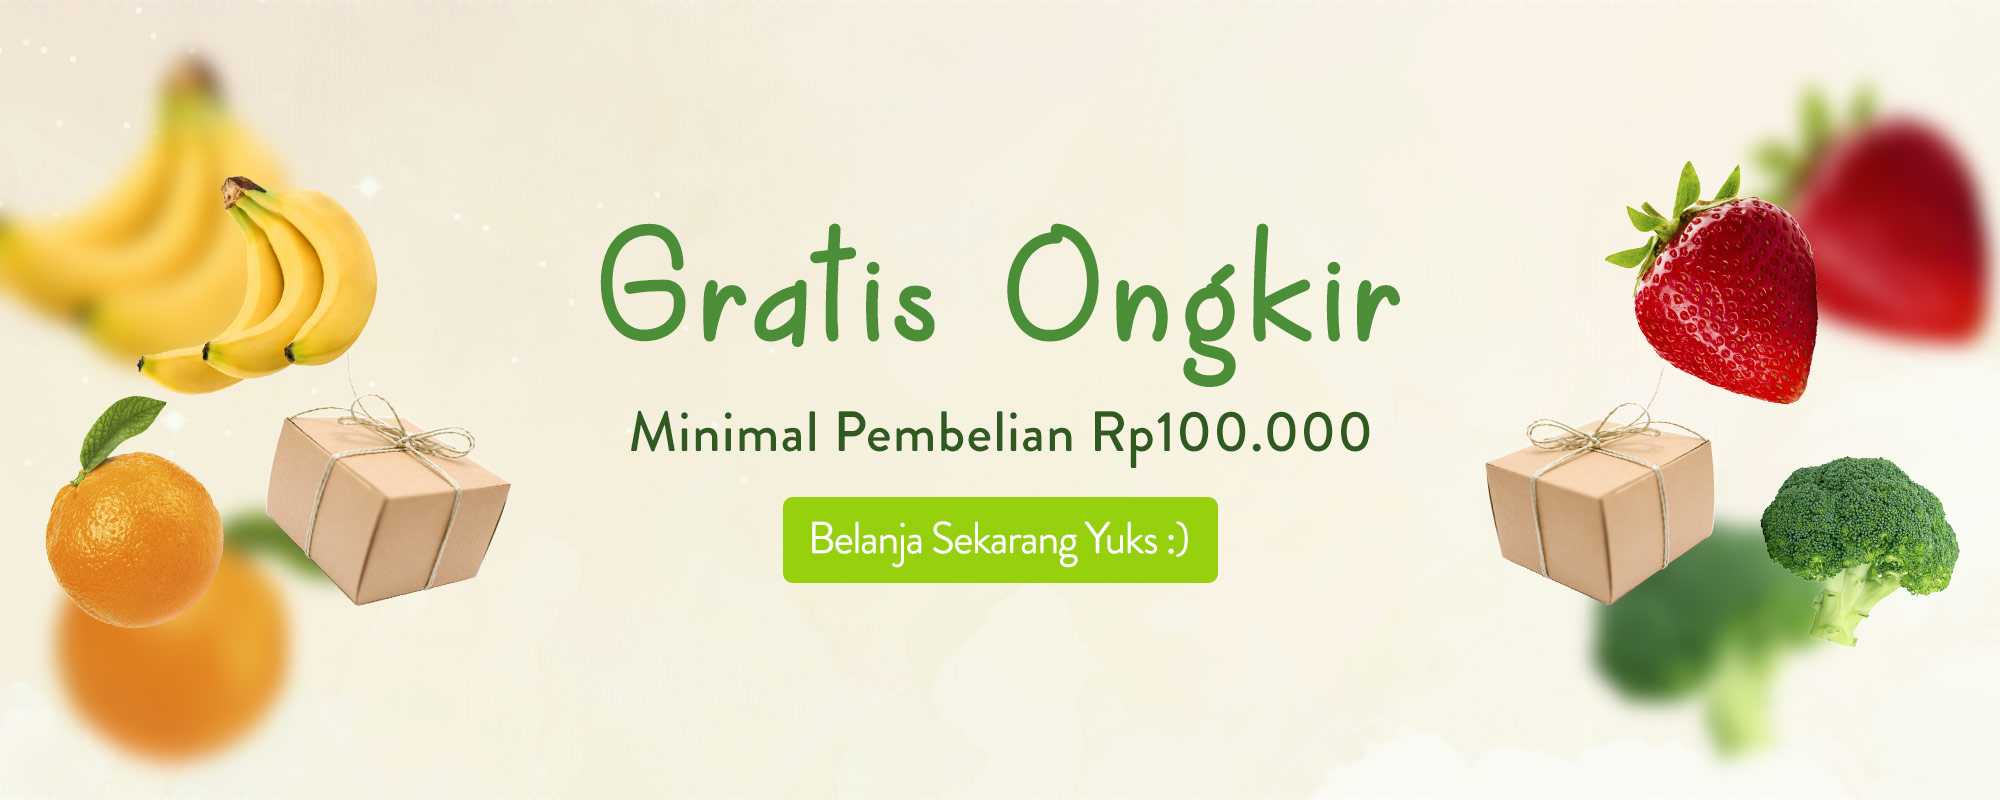 Gratis Ongkir
Minimal Pembelian Rp100.000
Belanja Sekarang Yuks :)